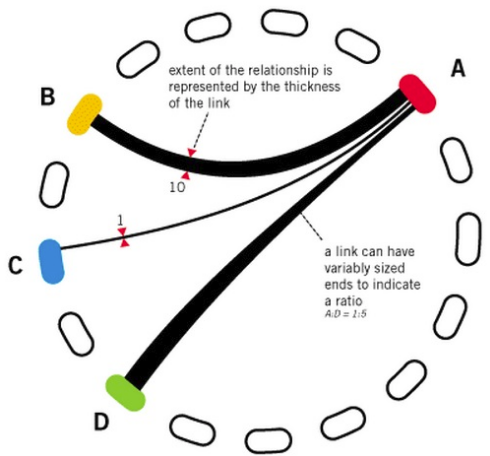 A
extent of the relationship is
represented by the thickness
of the link
B
10
1
C
a link can have
variably sized
ends to indicate
a ratio
A:D = 1:5
D